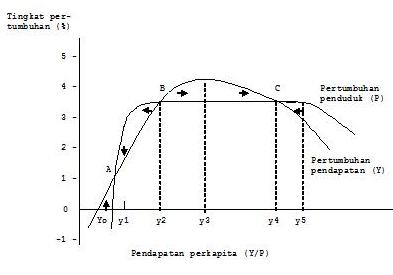 Tingkat per-
tumbuhan (%)
5
4
3
2
1
0
-1
B
C
A
Pertumbuhan
penduduk (P)
Pertumbuhan
pendapatan (Y)
Yo y1 y2 y3 y4 y5
Pendapatan perkapita (Y/P)